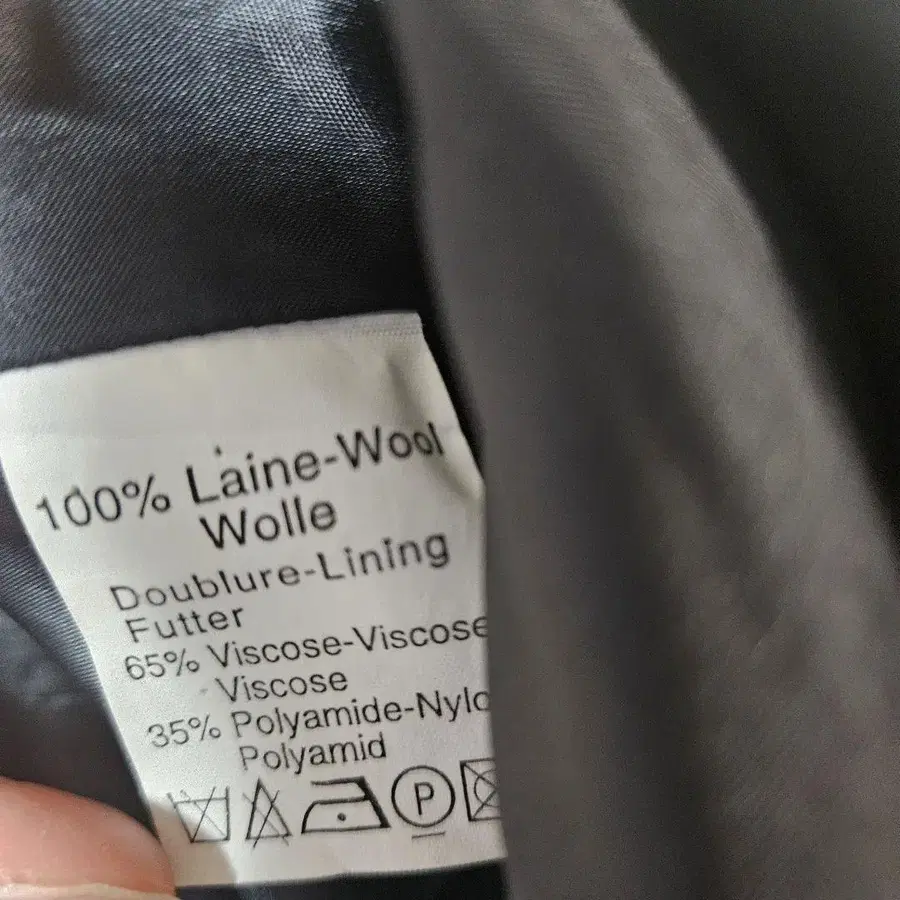 100% Laine-Wool
Wolle
Doublure-Lining
Futter
65% Viscose-Viscose
Viscose
35% Polyamide-Nylo
Polyamid
P